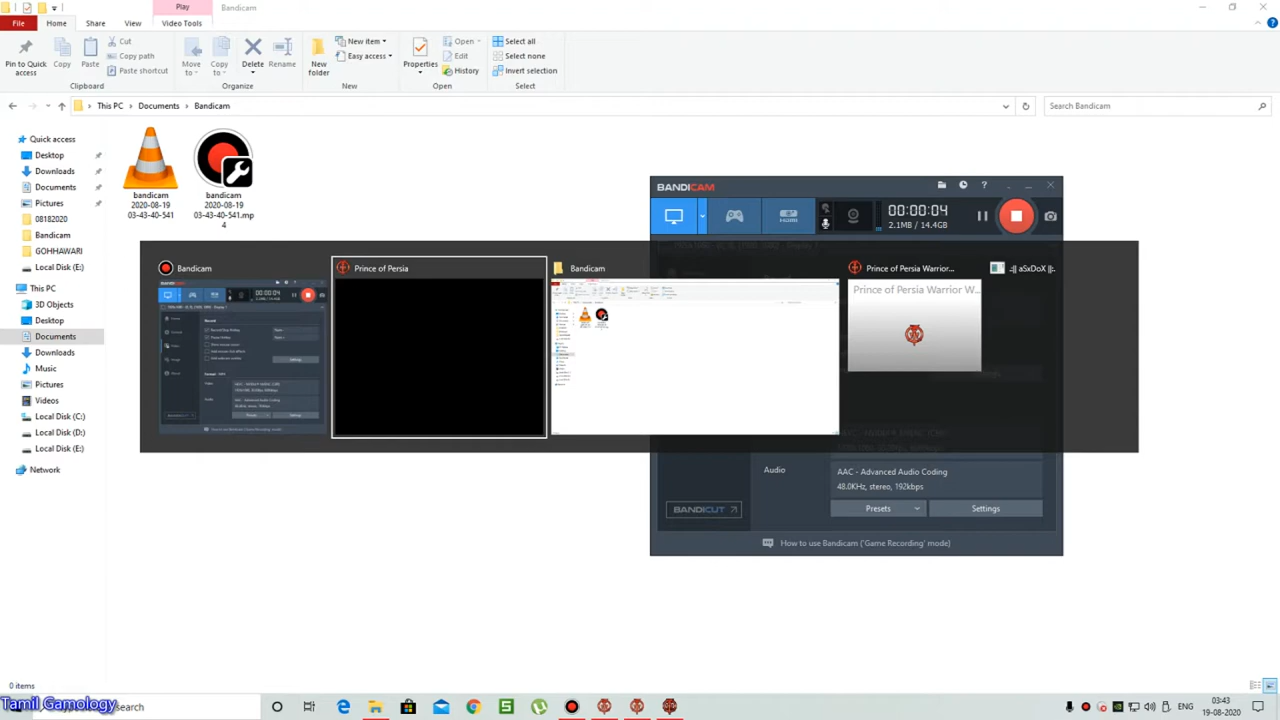 Play
Bandicam
File
Home
Share
View
Video Tools
Pin to Quick access
Copy
Paste
Cut
Copy path
Paste shortcut
Clipboard
Move to
Copy to
Delete
Rename
Organize
New folder
New item
Easy access
New
Properties
Open
Edit
History
Open
Select all
Select none
Invert selection
Select
This PC
Documents
Bandicam
Search Bandicam
Quick access
Desktop
Downloads
Documents
Pictures
08182020
Bandicam
GOHHAWARI
Local Disk (E:)
This PC
3D Objects
Desktop
Documents
Downloads
Music
Pictures
Videos
Local Disk (C:)
Local Disk (D:)
Local Disk (E:)
Network
bandicam
2020-08-19
03-43-40-541
bandicam
2020-08-19
03-43-40-541.mp
4
BANDICAM
00:00:04
2.1MB / 14.4GB
Bandicam
Prince of Persia
Bandicam
Prince of Persia Warrior...
Prince of Persia Warrior W...
Audio
AAC - Advanced Audio Coding
48.0KHz, stereo, 192kbps
Presets
Settings
BANDICUT
How to use Bandicam ('Game Recording' mode)
0 items
Tamil Gamology
search
ENG
03:43
19-08-2020